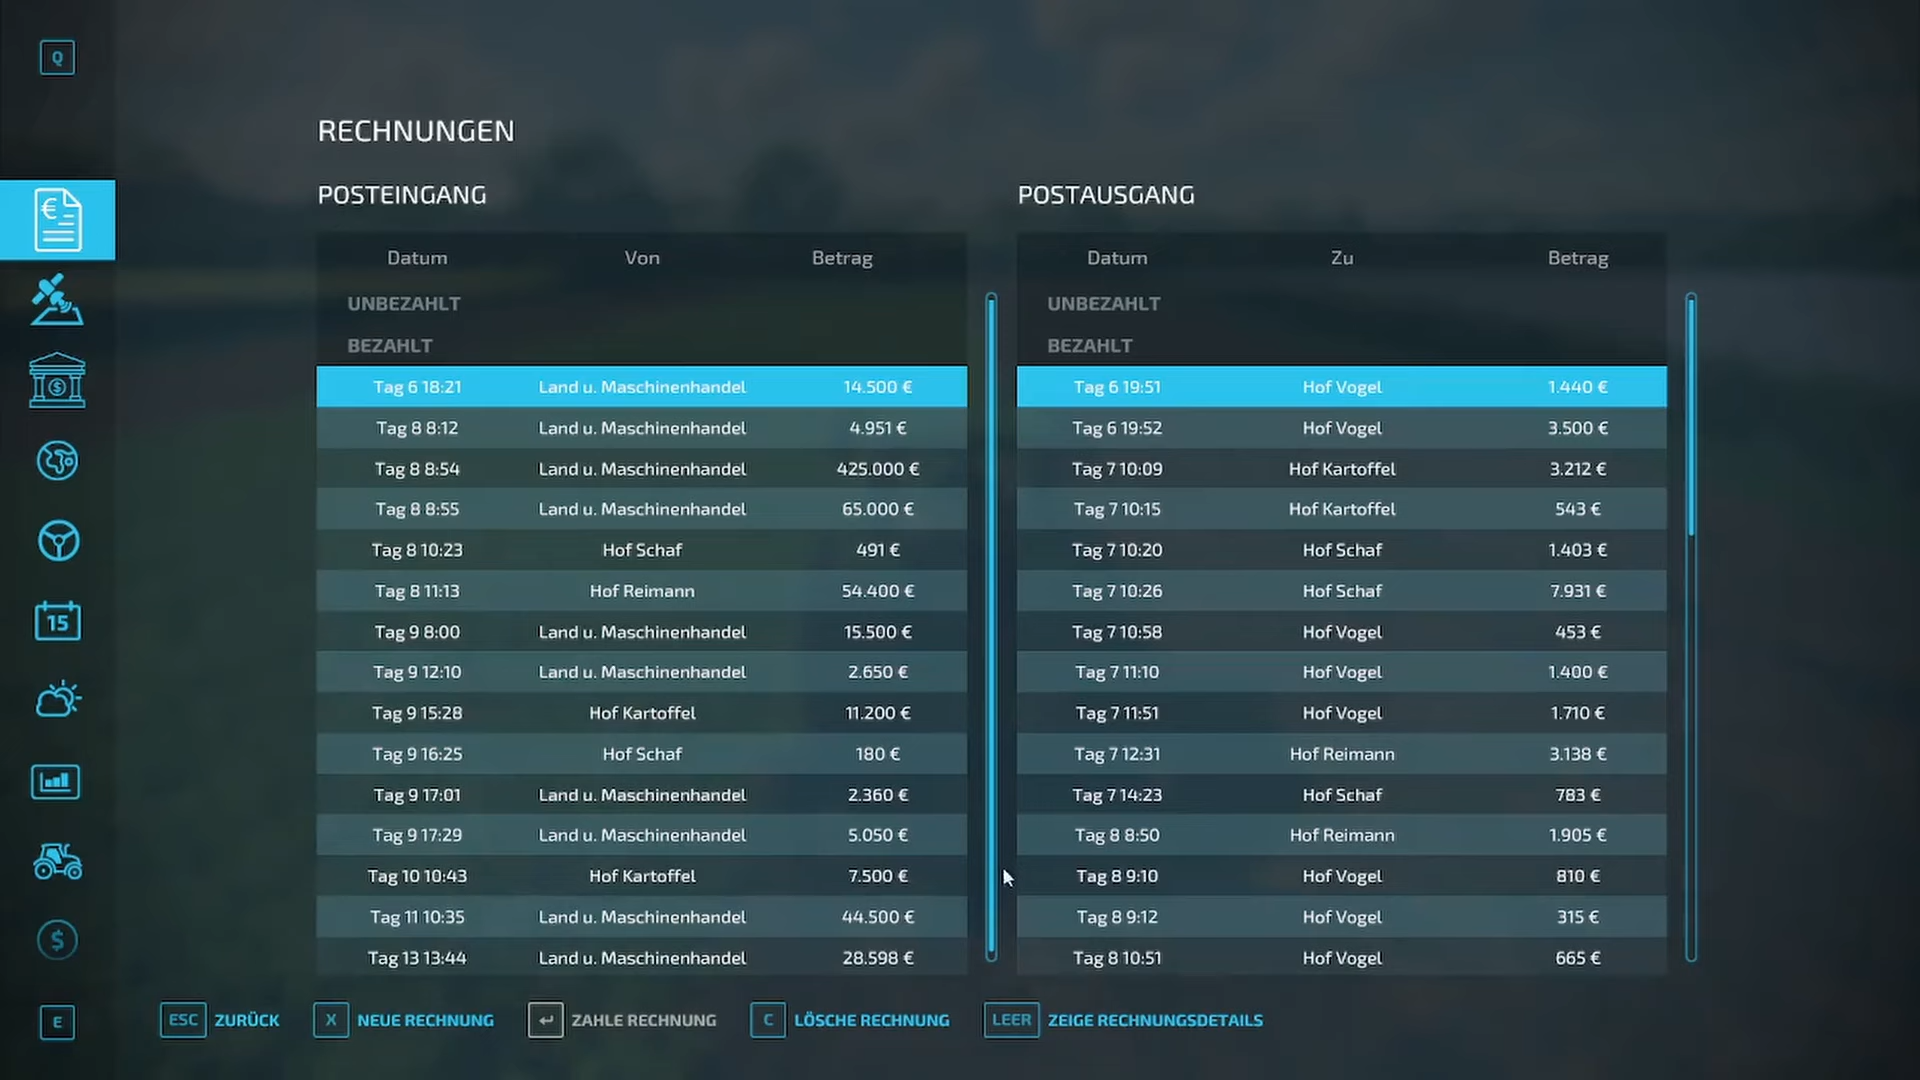 Q
RECHNUNGEN
POSTEINGANG
Datum Von Betrag
UNBEZAHLT
BEZAHLT
Tag 6 18:21 Land u. Maschinenhandel 14.500 €
Tag 8 8:12 Land u. Maschinenhandel 4.951 €
Tag 8 8:54 Land u. Maschinenhandel 425.000 €
Tag 8 8:55 Land u. Maschinenhandel 65.000 €
Tag 8 10:23 Hof Schaf 491 €
Tag 8 11:13 Hof Reimann 54.400 €
Tag 9 8:00 Land u. Maschinenhandel 15.500 €
Tag 9 12:10 Land u. Maschinenhandel 2.650 €
Tag 9 15:28 Hof Kartoffel 11.200 €
Tag 9 16:25 Hof Schaf 180 €
Tag 9 17:01 Land u. Maschinenhandel 2.360 €
Tag 9 17:29 Land u. Maschinenhandel 5.050 €
Tag 10 10:43 Hof Kartoffel 7.500 €
Tag 11 10:35 Land u. Maschinenhandel 44.500 €
Tag 13 13:44 Land u. Maschinenhandel 28.598 €
POSTAUSGANG
Datum Zu Betrag
UNBEZAHLT
BEZAHLT
Tag 6 19:51 Hof Vogel 1.440 €
Tag 6 19:52 Hof Vogel 3.500 €
Tag 7 10:09 Hof Kartoffel 3.212 €
Tag 7 10:15 Hof Kartoffel 543 €
Tag 7 10:20 Hof Schaf 1.403 €
Tag 7 10:26 Hof Schaf 7.931 €
Tag 7 10:58 Hof Vogel 453 €
Tag 7 11:10 Hof Vogel 1.400 €
Tag 7 11:51 Hof Vogel 1.710 €
Tag 7 12:31 Hof Reimann 3.138 €
Tag 7 14:23 Hof Schaf 783 €
Tag 8 8:50 Hof Reimann 1.905 €
Tag 8 9:10 Hof Vogel 810 €
Tag 8 9:12 Hof Vogel 315 €
Tag 8 10:51 Hof Vogel 665 €
€
$
15
$
E
ESC ZURÜCK X NEUE RECHNUNG ↵ ZAHLE RECHNUNG C LÖSCHE RECHNUNG LEER ZEIGE RECHNUNGSDETAILS